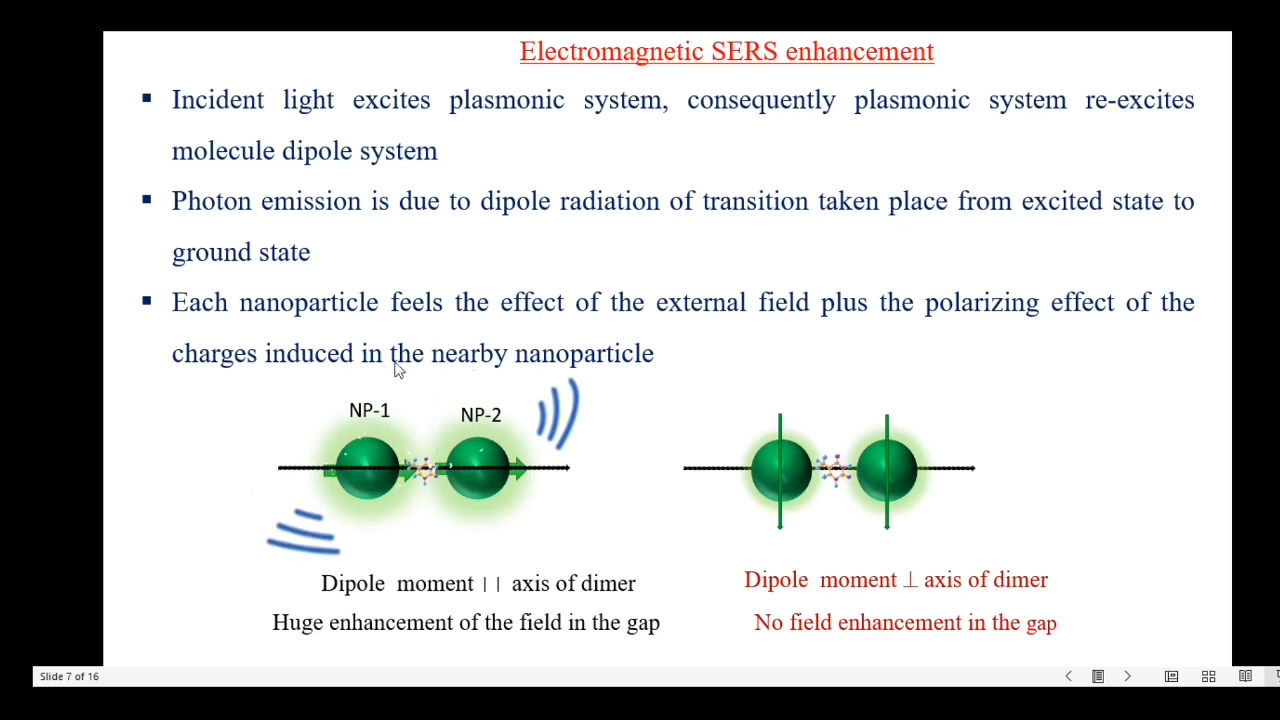 Electromagnetic SERS enhancement
▪ Incident light excites plasmonic system, consequently plasmonic system re-excites
molecule dipole system
▪ Photon emission is due to dipole radiation of transition taken place from excited state to
ground state
▪ Each nanoparticle feels the effect of the external field plus the polarizing effect of the
charges induced in the nearby nanoparticle
NP-1
NP-2
Dipole moment || axis of dimer
Huge enhancement of the field in the gap
Dipole moment ⊥ axis of dimer
No field enhancement in the gap
Slide 7 of 16